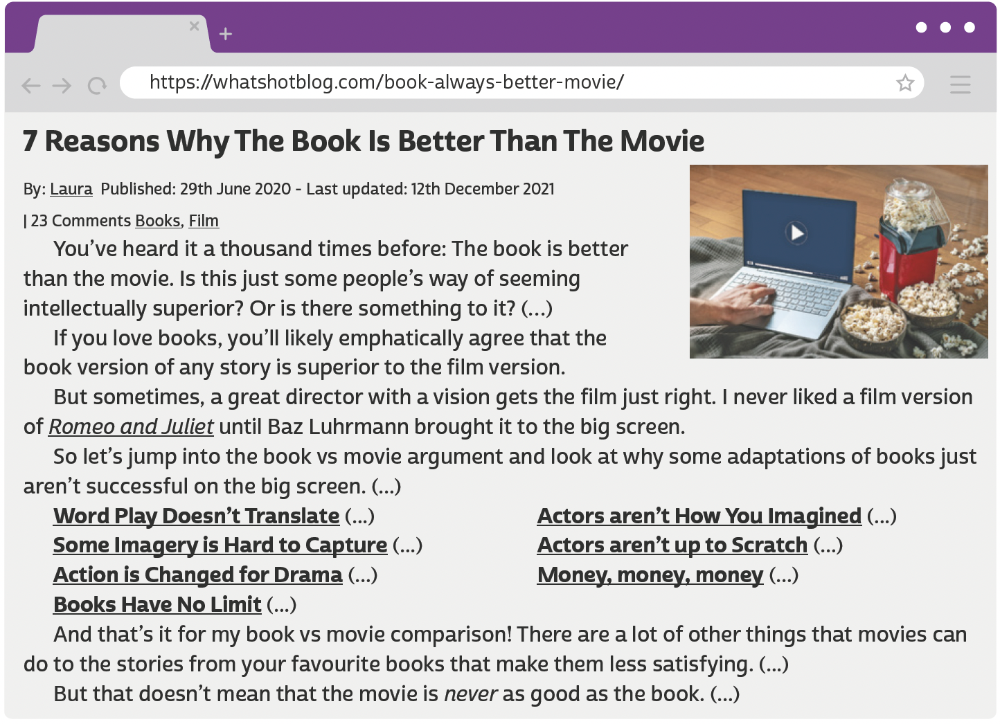 https://whatshotblog.com/book-always-better-movie/
7 Reasons Why The Book Is Better Than The Movie
By: Laura Published: 29th June 2020 - Last updated: 12th December 2021
| 23 Comments Books, Film
You’ve heard it a thousand times before: The book is better
than the movie. Is this just some people’s way of seeming
intellectually superior? Or is there something to it? (…)
If you love books, you’ll likely emphatically agree that the
book version of any story is superior to the film version.
But sometimes, a great director with a vision gets the film just right. I never liked a film version
of Romeo and Juliet until Baz Luhrmann brought it to the big screen.
So let’s jump into the book vs movie argument and look at why some adaptations of books just
aren’t successful on the big screen. (…)
Word Play Doesn’t Translate (…)
Some Imagery is Hard to Capture (…)
Action is Changed for Drama (…)
Books Have No Limit (…)
Actors aren’t How You Imagined (…)
Actors aren’t up to Scratch (…)
Money, money, money (…)
And that’s it for my book vs movie comparison! There are a lot of other things that movies can
do to the stories from your favourite books that make them less satisfying. (…)
But that doesn’t mean that the movie is never as good as the book. (…)